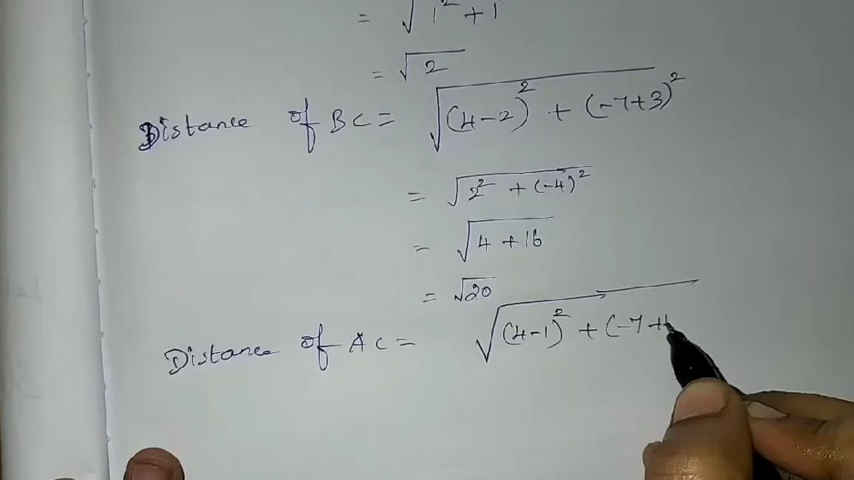 = √1² + 1
= √2
Distance of BC = √(4-2)² + (-7+3)²
= √2² + (-4)²
= √4 + 16
= √20
Distance of AC = √(4-1)² + (-7+